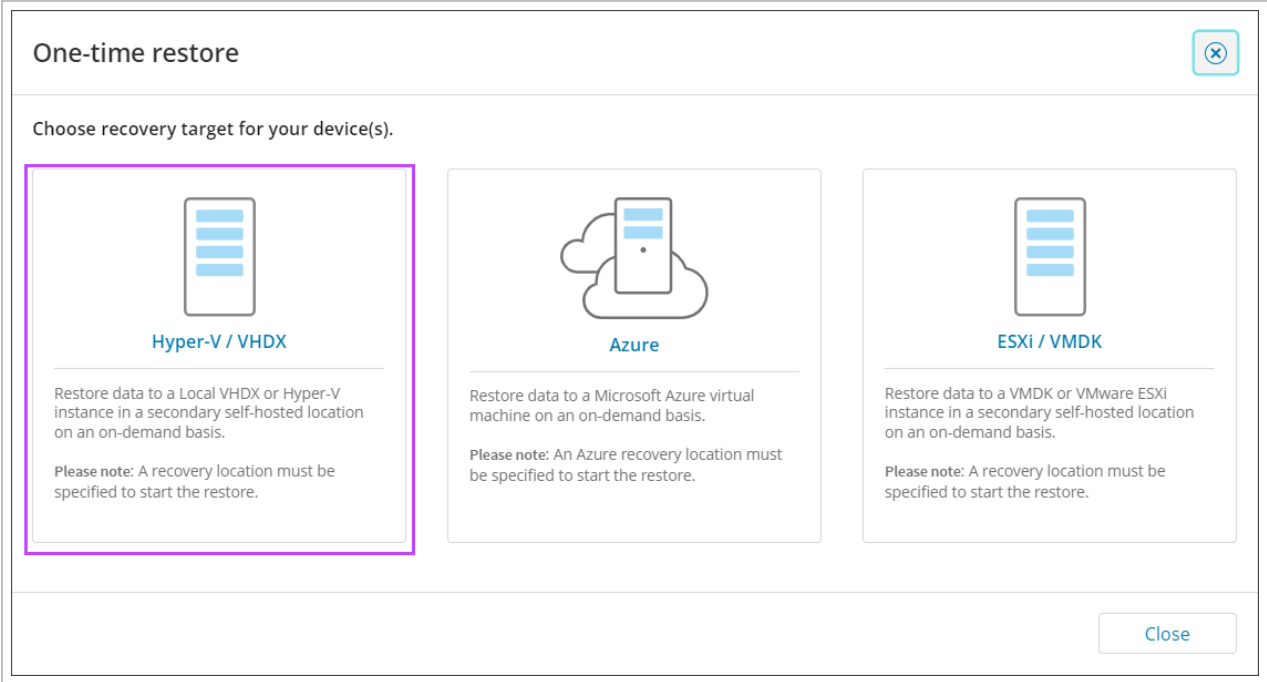 One-time restore
Choose recovery target for your device(s).
Hyper-V / VHDX
Restore data to a Local VHDX or Hyper-V
instance in a secondary self-hosted location
on an on-demand basis.
Please note: A recovery location must be
specified to start the restore.
Azure
Restore data to a Microsoft Azure virtual
machine on an on-demand basis.
Please note: An Azure recovery location must
be specified to start the restore.
ESXi / VMDK
Restore data to a VMDK or VMware ESXi
instance in a secondary self-hosted location
on an on-demand basis.
Please note: A recovery location must be
specified to start the restore.
Close